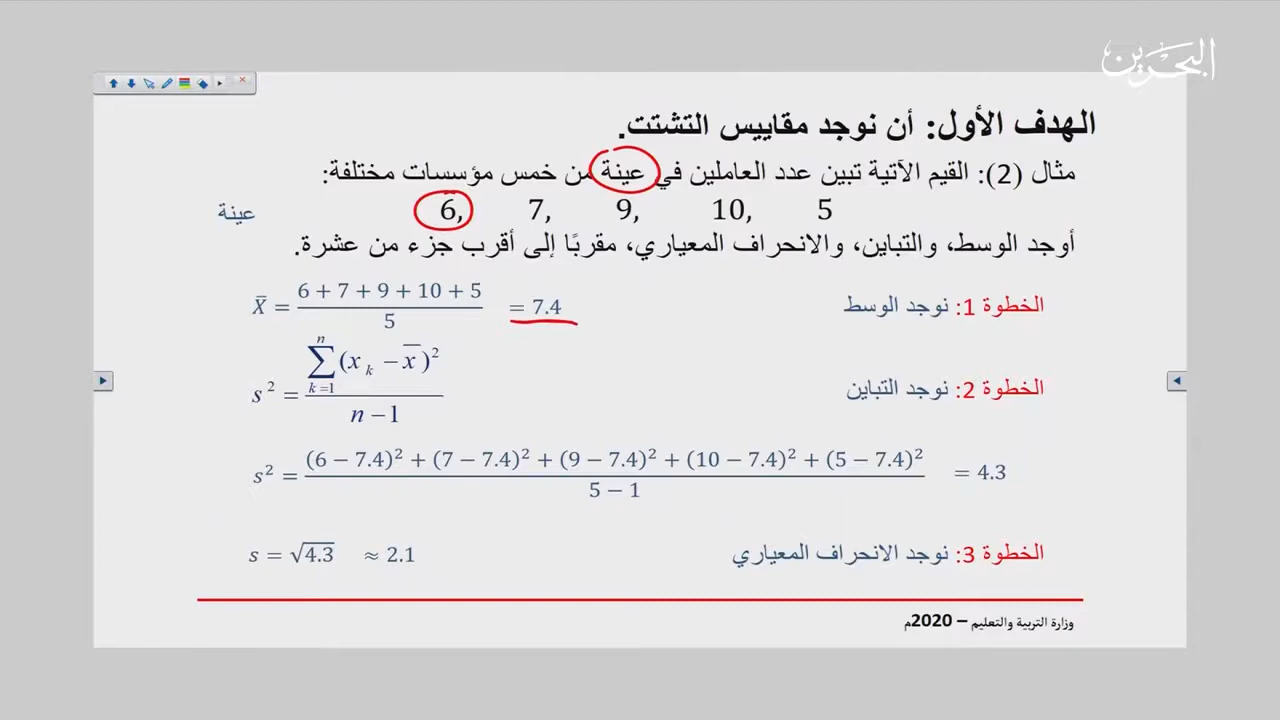 البحرين
الهدف الأول: أن نوجد مقاييس التشتت.
مثال (2): القيم الآتية تبين عدد العاملين في عينة من خمس مؤسسات مختلفة:
6, 7, 9, 10, 5
عينة
أوجد الوسط، والتباين، والانحراف المعياري، مقربًا إلى أقرب جزء من عشرة.
الخطوة 1: نوجد الوسط
X̄ = (6 + 7 + 9 + 10 + 5) / 5 = 7.4
الخطوة 2: نوجد التباين
s² = ∑ₖ₌₁ⁿ (xₖ − x̄)² / (n − 1)
s² = ((6 − 7.4)² + (7 − 7.4)² + (9 − 7.4)² + (10 − 7.4)² + (5 − 7.4)²) / (5 − 1) = 4.3
الخطوة 3: نوجد الانحراف المعياري
s = √4.3 ≈ 2.1
وزارة التربية والتعليم – 2020م